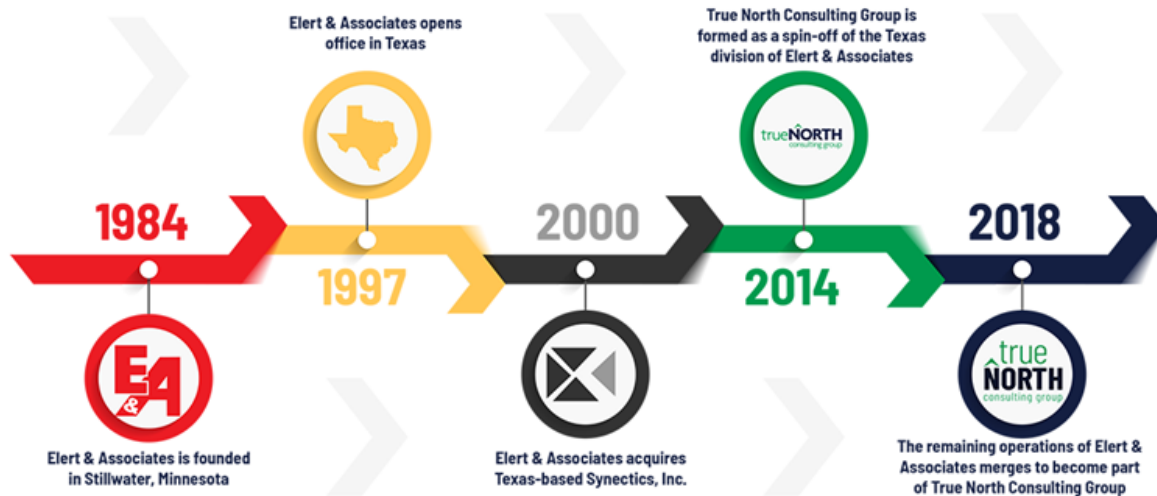 Elert & Associates opens
office in Texas
True North Consulting Group is
formed as a spin-off of the Texas
division of Elert & Associates
trueNORTH
consulting group
1984
2000
2018
1997
2014
E&A
true
NORTH
consulting group
Elert & Associates is founded
in Stillwater, Minnesota
Elert & Associates acquires
Texas-based Synectics, Inc.
The remaining operations of Elert &
Associates merges to become part
of True North Consulting Group